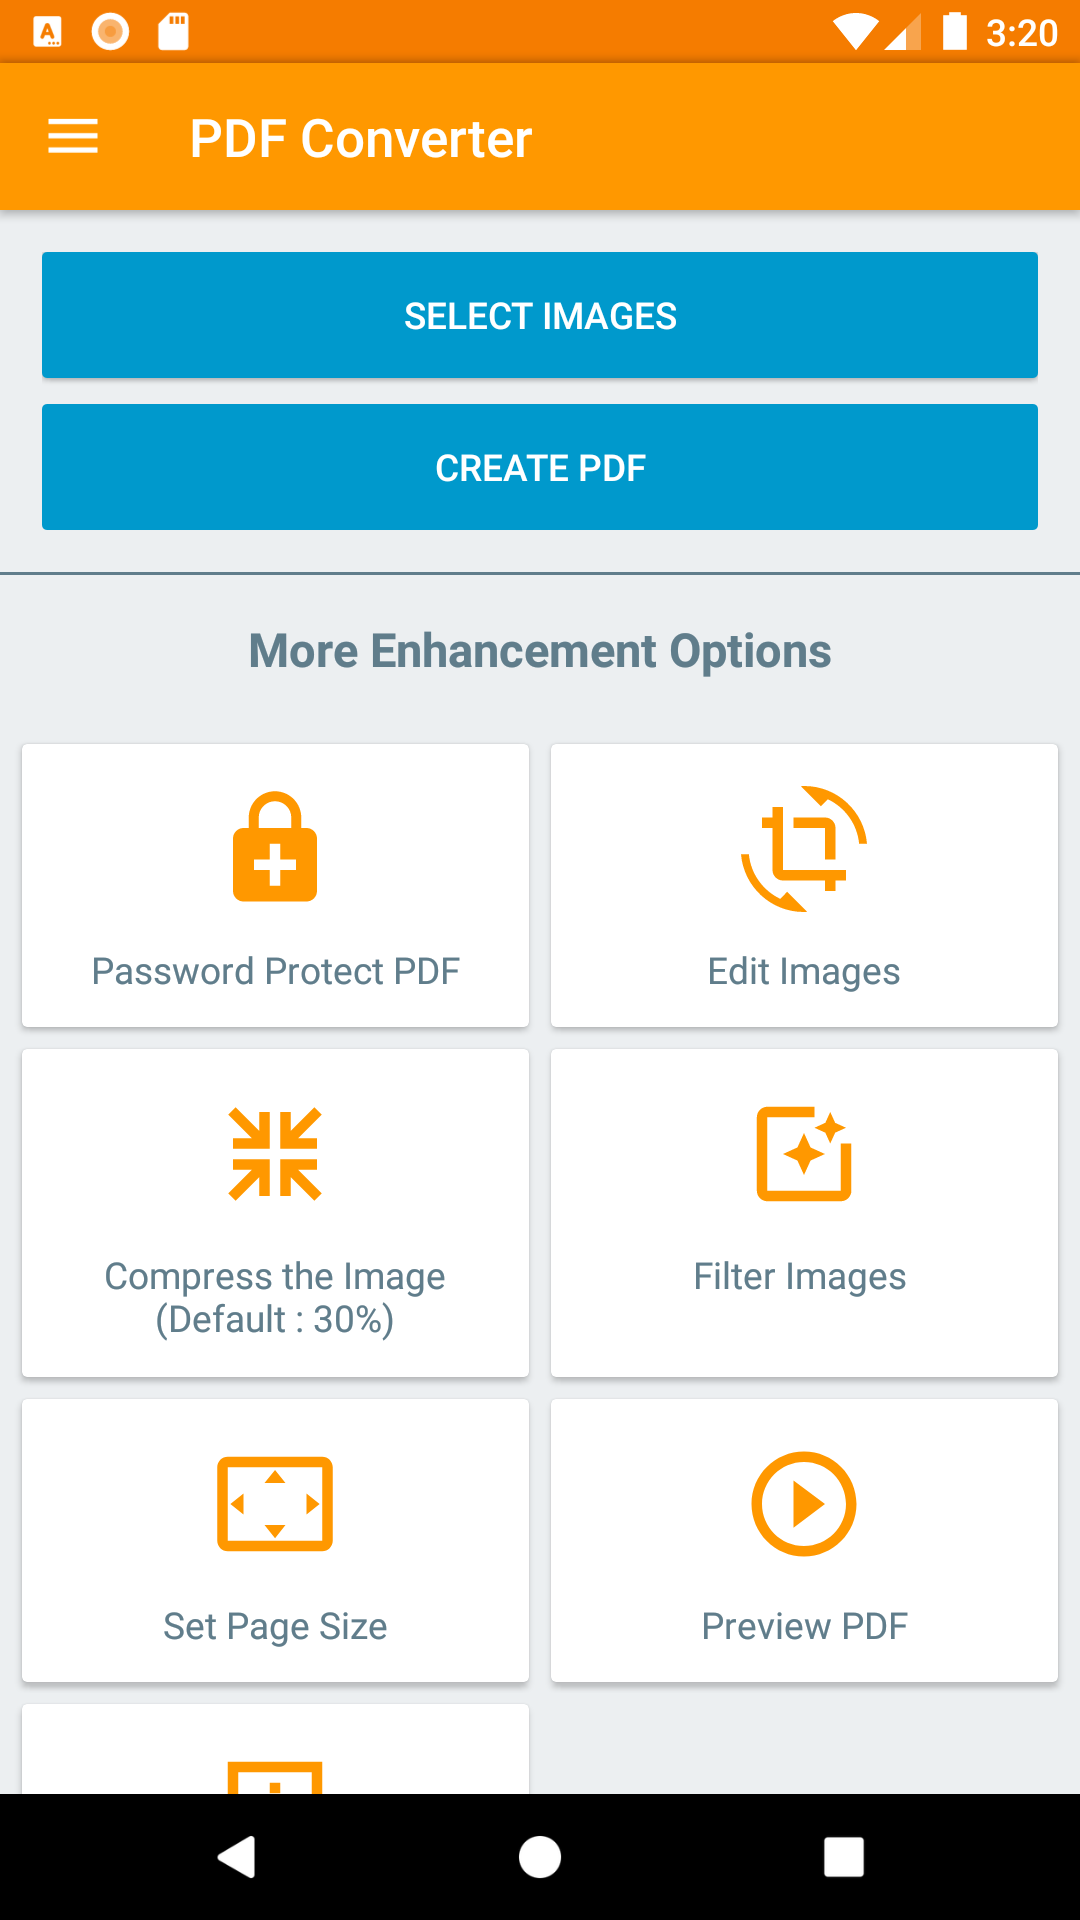 3:20
PDF Converter
SELECT IMAGES
CREATE PDF
More Enhancement Options
Password Protect PDF
Edit Images
Compress the Image
(Default : 30%)
Filter Images
Set Page Size
Preview PDF